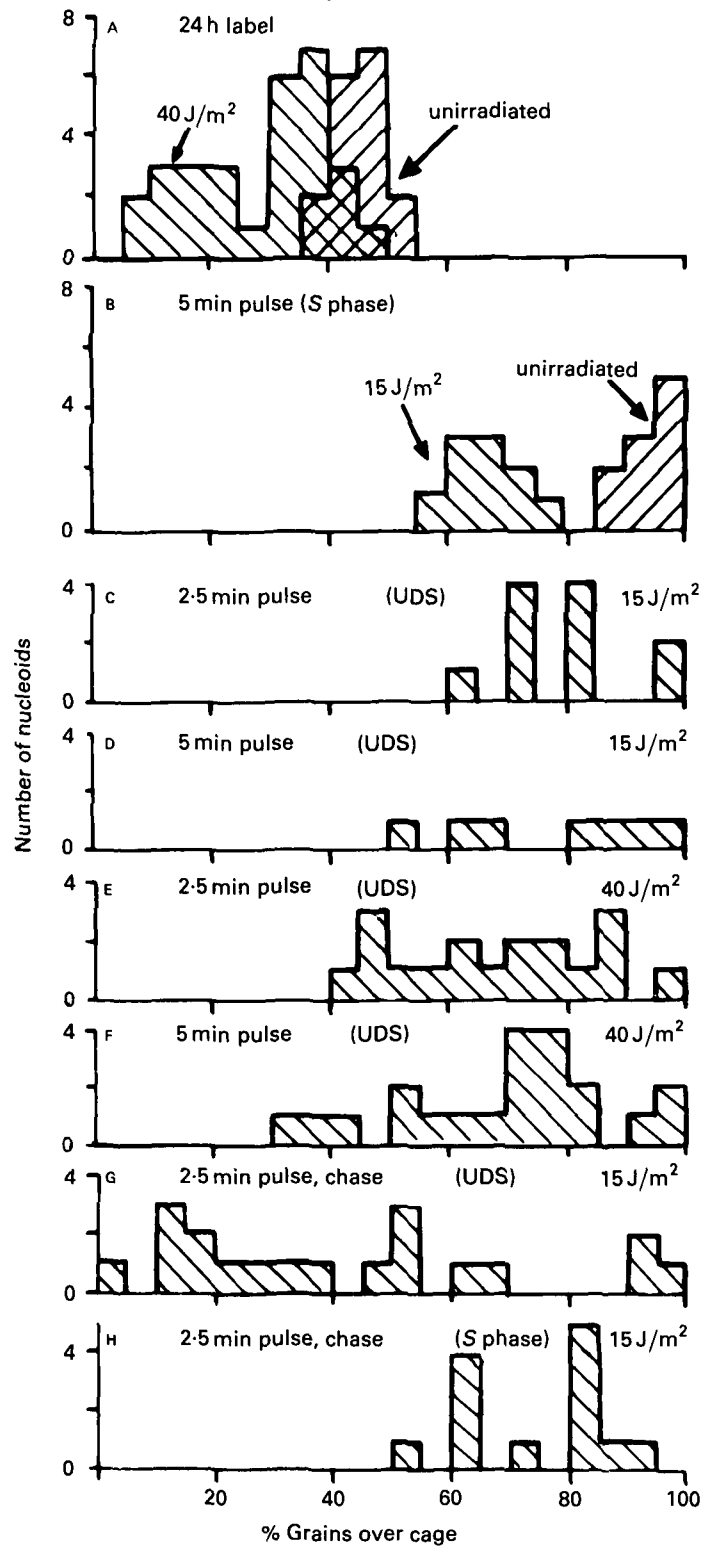 8
A 24 h label
40 J/m²
unirradiated
4
0
8
B 5 min pulse (S phase)
15 J/m²
unirradiated
4
0
4
C 2·5 min pulse (UDS) 15 J/m²
0
4
D 5 min pulse (UDS) 15 J/m²
0
4
E 2·5 min pulse (UDS) 40 J/m²
0
4
F 5 min pulse (UDS) 40 J/m²
0
4
G 2·5 min pulse, chase (UDS) 15 J/m²
0
4
H 2·5 min pulse, chase (S phase) 15 J/m²
0
20 40 60 80 100
% Grains over cage
Number of nucleoids